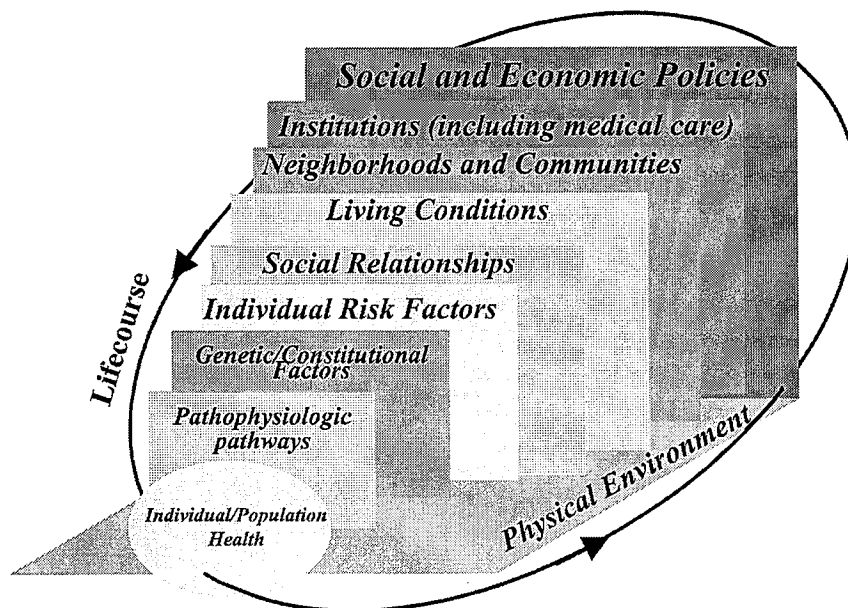 Social and Economic Policies
Institutions (including medical care)
Neighborhoods and Communities
Living Conditions
Social Relationships
Individual Risk Factors
Genetic/Constitutional
Factors
Pathophysiologic
pathways
Individual/Population
Health
Lifecourse
Physical Environment